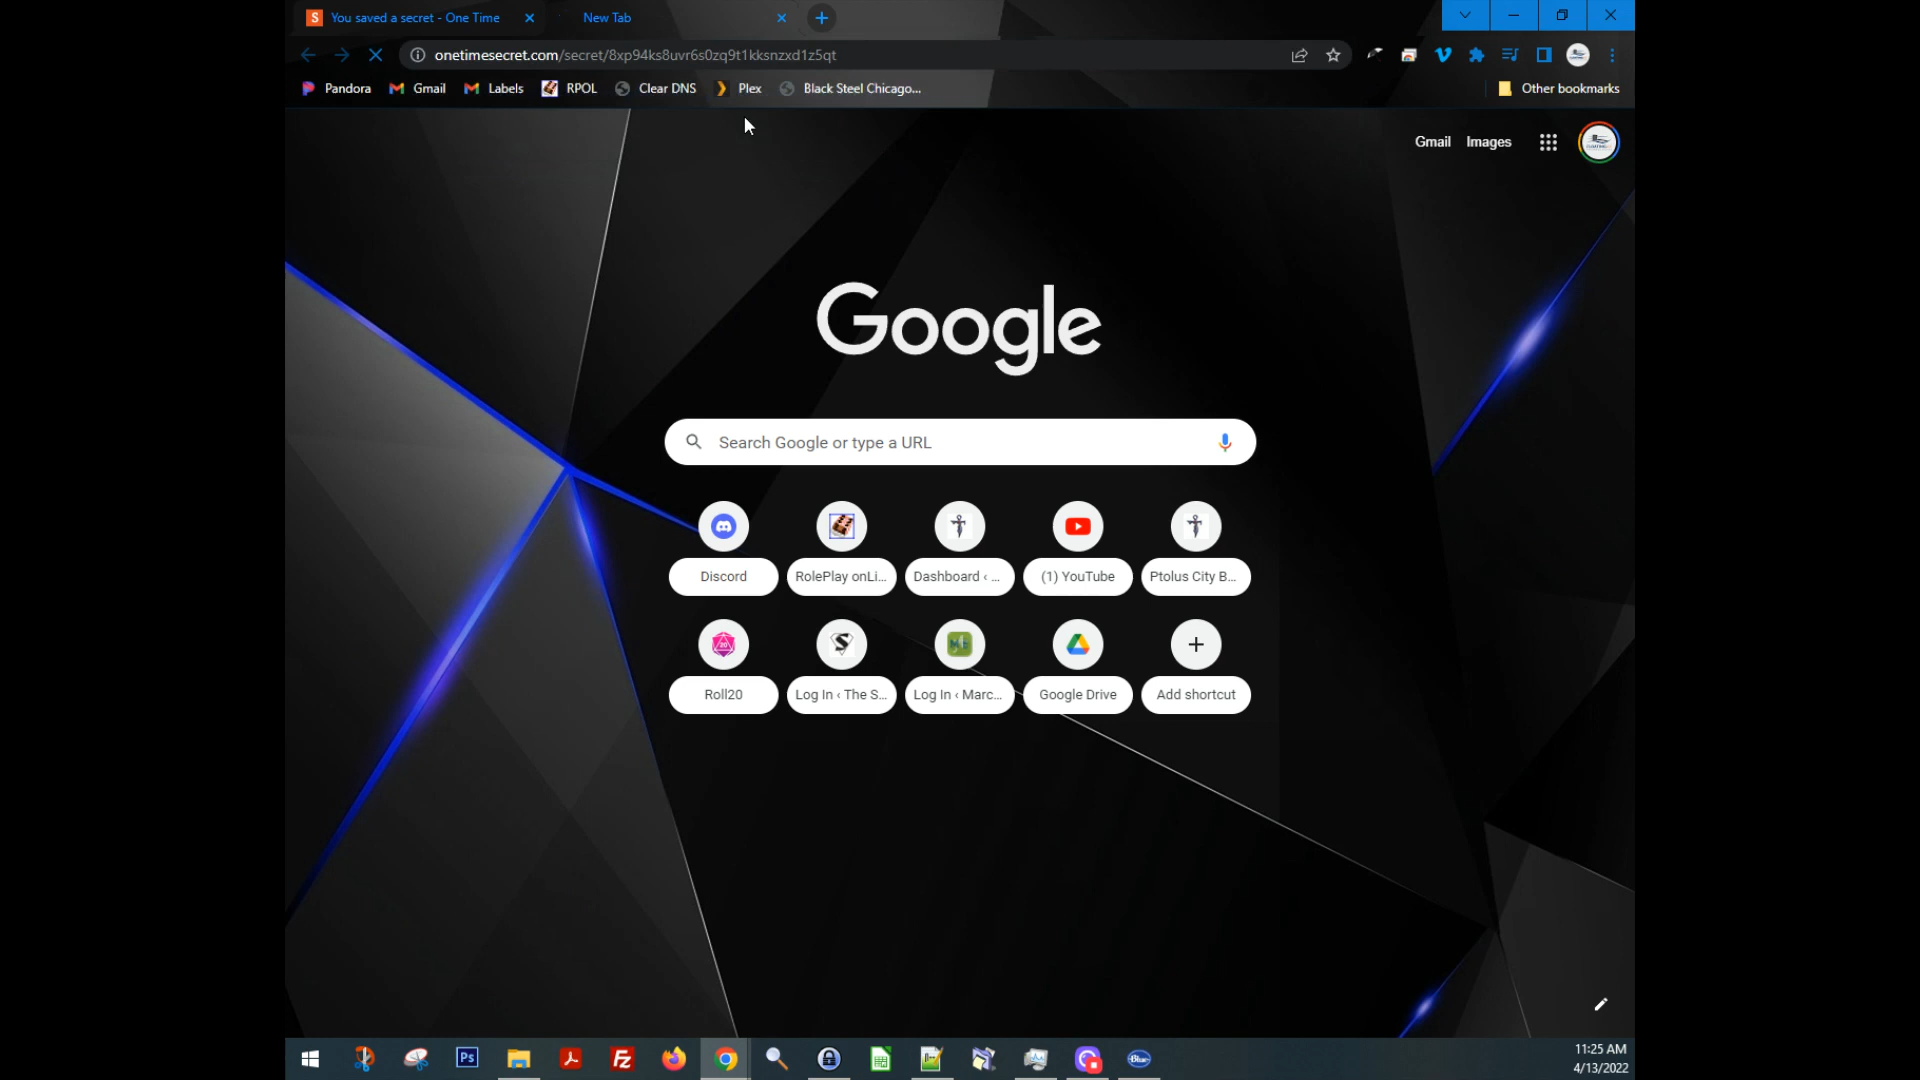 You saved a secret - One Time
New Tab
onetimesecret.com/secret/8xp94ks8uvr6s0zq9t1kksnzxd1z5qt
Pandora
Gmail
Labels
RPOL
Clear DNS
Plex
Black Steel Chicago...
Other bookmarks
Gmail
Images
Google
Search Google or type a URL
Discord
RolePlay onLi...
Dashboard ‹ ...
(1) YouTube
Ptolus City B...
Roll20
Log In ‹ The S...
Log In ‹ Marc...
Google Drive
Add shortcut
11:25 AM
4/13/2022